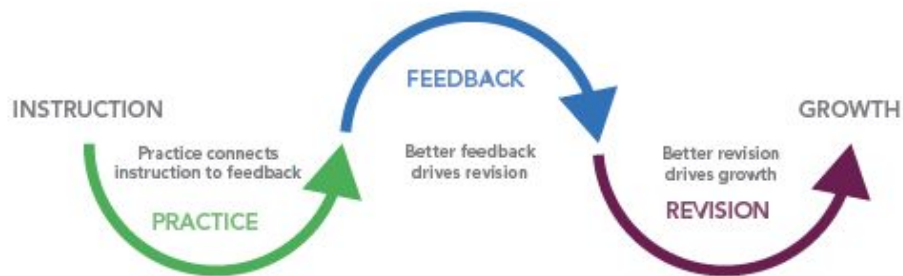 INSTRUCTION
Practice connects
instruction to feedback
PRACTICE
FEEDBACK
Better feedback
drives revision
GROWTH
Better revision
drives growth
REVISION